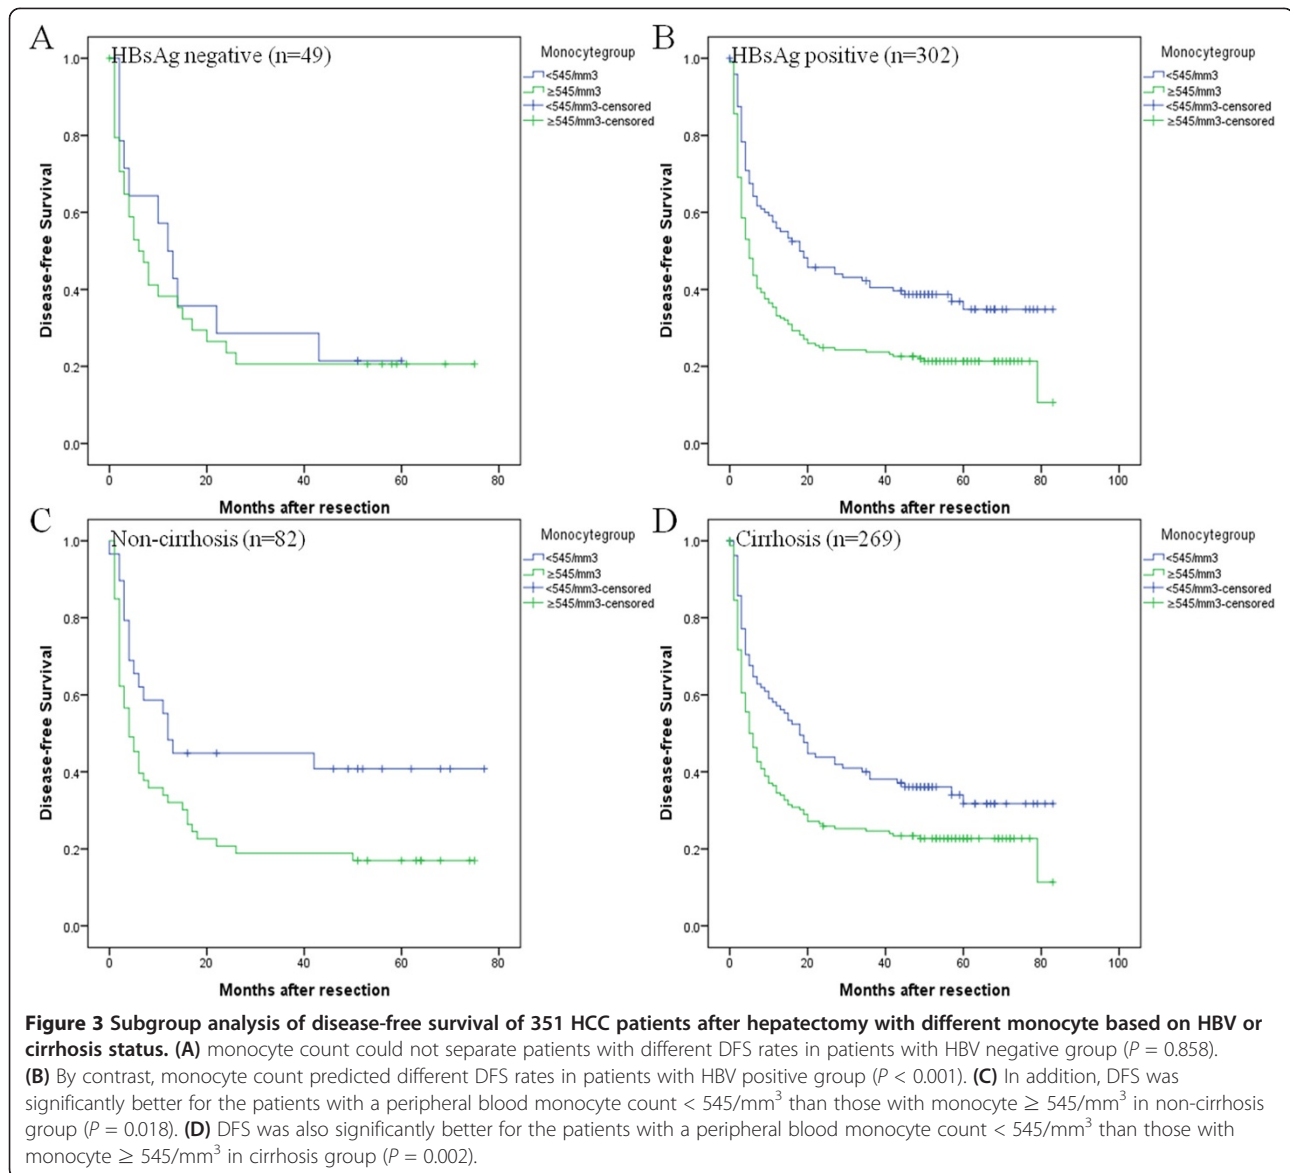 A
HBsAg negative (n=49)
Monocytegroup
<545/mm3
≥545/mm3
<545/mm3-censored
≥545/mm3-censored
Disease-free Survival
1.0
0.8
0.6
0.4
0.2
0.0
0 20 40 60 80
Months after resection
B
HBsAg positive (n=302)
Monocytegroup
<545/mm3
≥545/mm3
<545/mm3-censored
≥545/mm3-censored
Disease-free Survival
1.0
0.8
0.6
0.4
0.2
0.0
0 20 40 60 80 100
Months after resection
C
Non-cirrhosis (n=82)
Monocytegroup
<545/mm3
≥545/mm3
<545/mm3-censored
≥545/mm3-censored
Disease-free Survival
1.0
0.8
0.6
0.4
0.2
0.0
0 20 40 60 80
Months after resection
D
Cirrhosis (n=269)
Monocytegroup
<545/mm3
≥545/mm3
<545/mm3-censored
≥545/mm3-censored
Disease-free Survival
1.0
0.8
0.6
0.4
0.2
0.0
0 20 40 60 80 100
Months after resection
Figure 3 Subgroup analysis of disease-free survival of 351 HCC patients after hepatectomy with different monocyte based on HBV or
cirrhosis status. (A) monocyte count could not separate patients with different DFS rates in patients with HBV negative group (P = 0.858).
(B) By contrast, monocyte count predicted different DFS rates in patients with HBV positive group (P < 0.001). (C) In addition, DFS was
significantly better for the patients with a peripheral blood monocyte count < 545/mm³ than those with monocyte ≥ 545/mm³ in non-cirrhosis
group (P = 0.018). (D) DFS was also significantly better for the patients with a peripheral blood monocyte count < 545/mm³ than those with
monocyte ≥ 545/mm³ in cirrhosis group (P = 0.002).